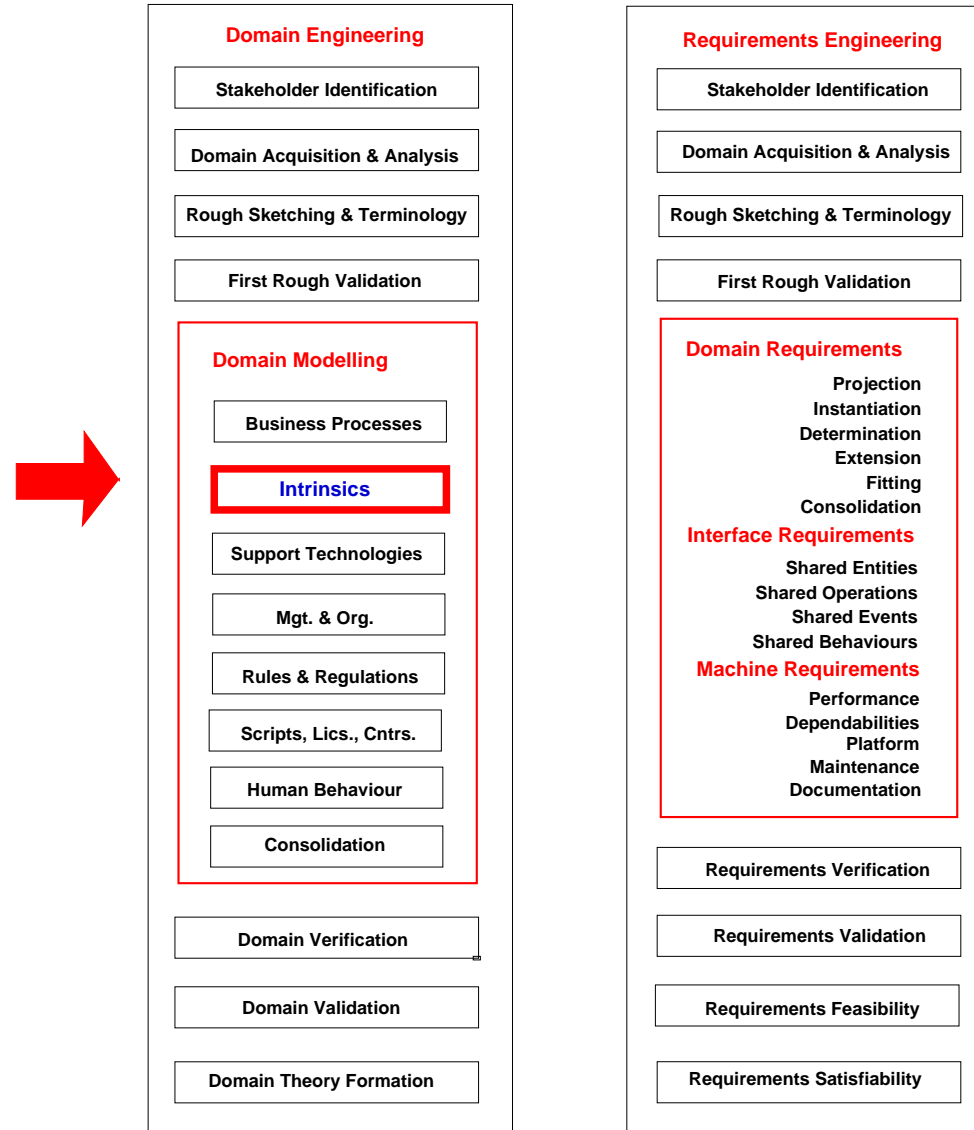 Domain Engineering
Stakeholder Identification
Domain Acquisition & Analysis
Rough Sketching & Terminology
First Rough Validation
Domain Modelling
Business Processes
Intrinsics
Support Technologies
Mgt. & Org.
Rules & Regulations
Scripts, Lics., Cntrs.
Human Behaviour
Consolidation
Domain Verification
Domain Validation
Domain Theory Formation
Requirements Engineering
Stakeholder Identification
Domain Acquisition & Analysis
Rough Sketching & Terminology
First Rough Validation
Domain Requirements
Projection
Instantiation
Determination
Extension
Fitting
Consolidation
Interface Requirements
Shared Entities
Shared Operations
Shared Events
Shared Behaviours
Machine Requirements
Performance
Dependabilities
Platform
Maintenance
Documentation
Requirements Verification
Requirements Validation
Requirements Feasibility
Requirements Satisfiability